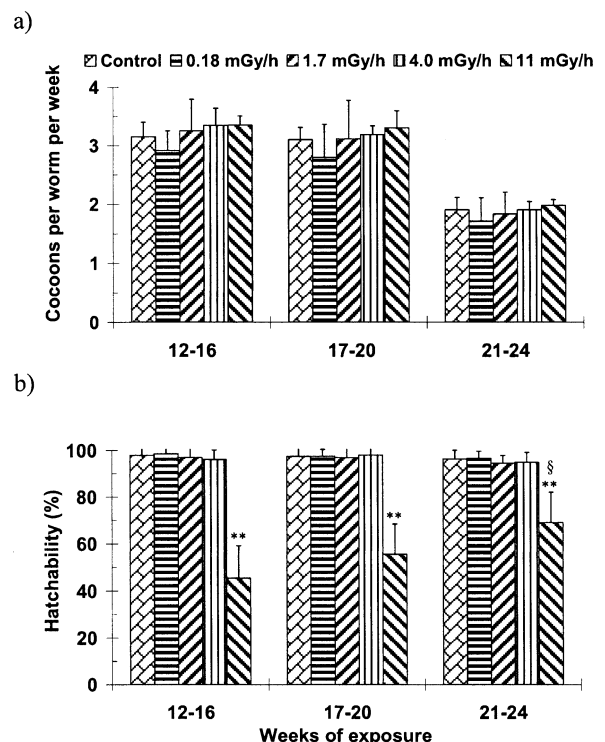 a)
Control 0.18 mGy/h 1.7 mGy/h 4.0 mGy/h 11 mGy/h
Cocoons per worm per week
4
3
2
1
0
12-16 17-20 21-24
b)
Hatchability (%)
100
80
60
40
20
0
** ** § **
12-16 17-20 21-24
Weeks of exposure